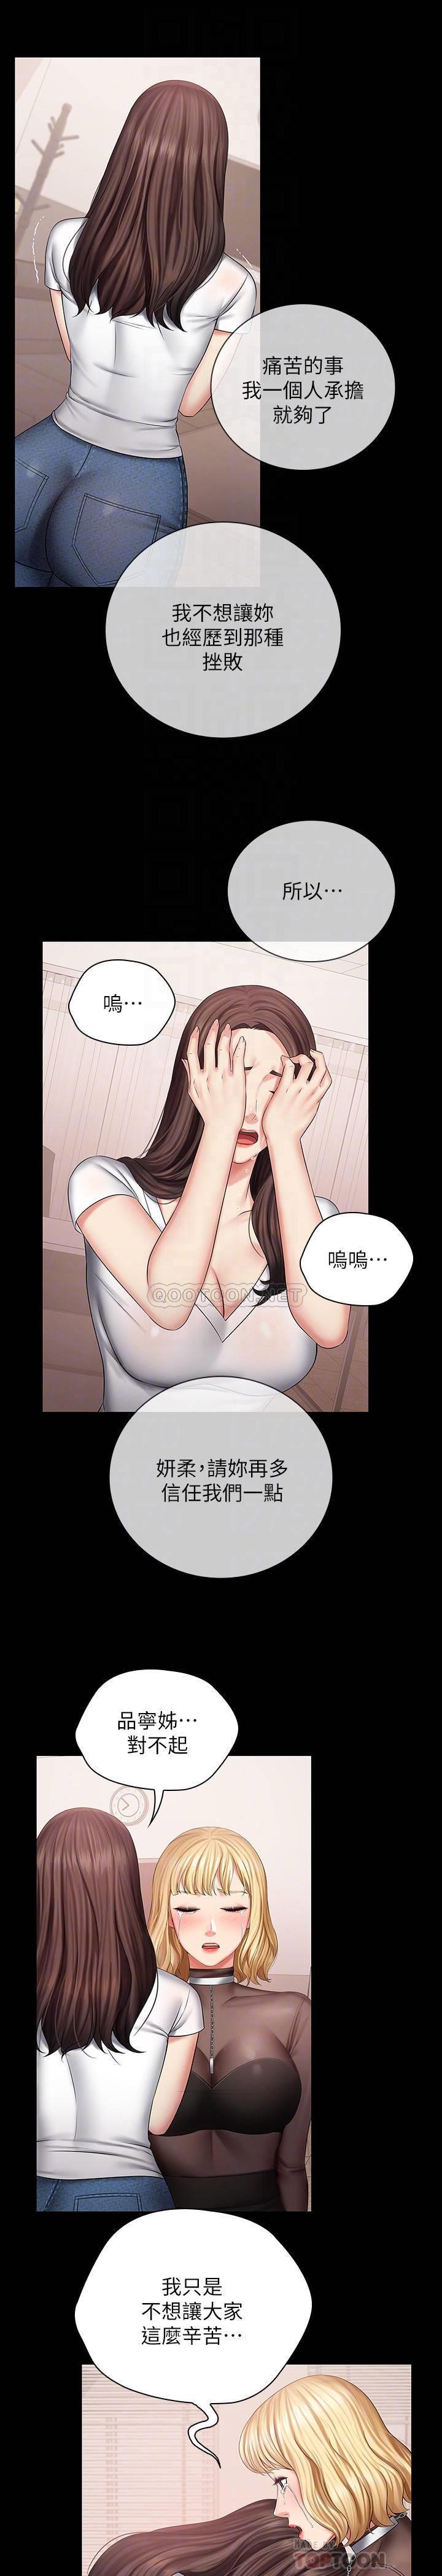 痛苦的事
我一個人承擔
就夠了
我不想讓妳
也經歷到那種
挫敗
所以…
嗚…
嗚嗚…
QOOTOON.NET
妍柔，請妳再多
信任我們一點
品寧姊…
對不起
我只是
不想讓大家
這麼辛苦…
TOPTOON